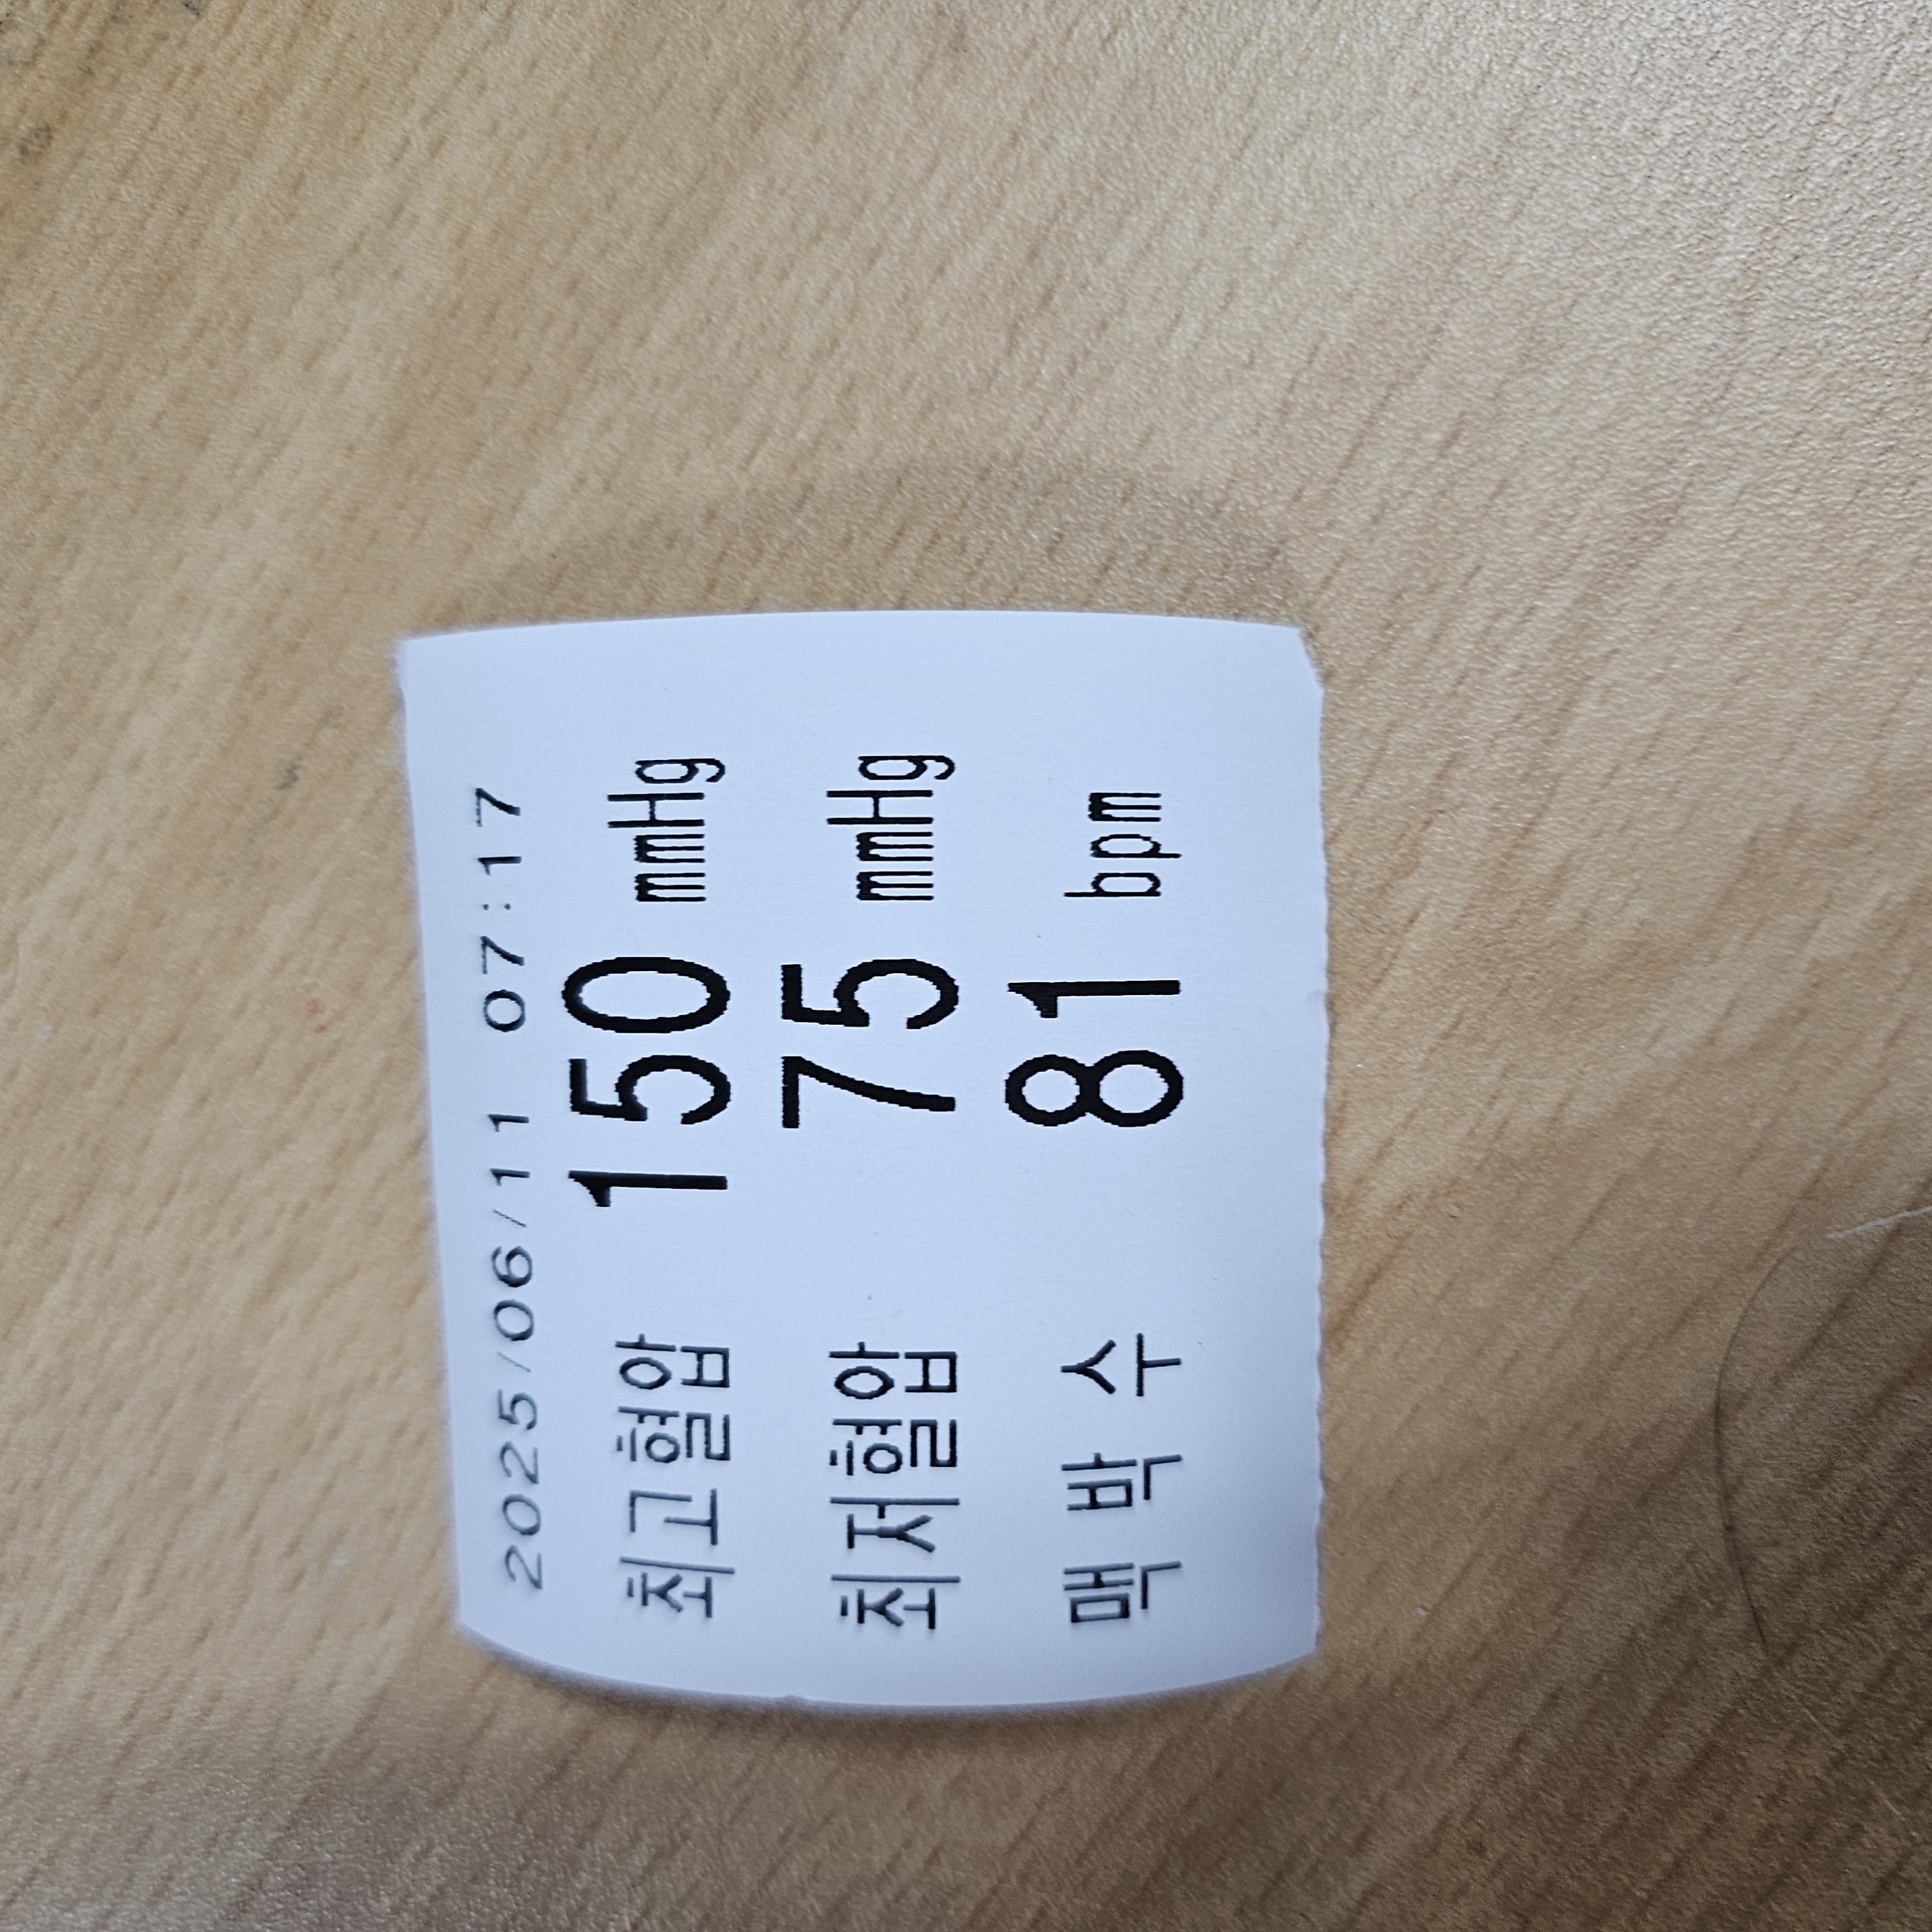 2025/06/11 07:17
최고혈압 150 mmHg
최저혈압 75 mmHg
맥 박 수 81 bpm